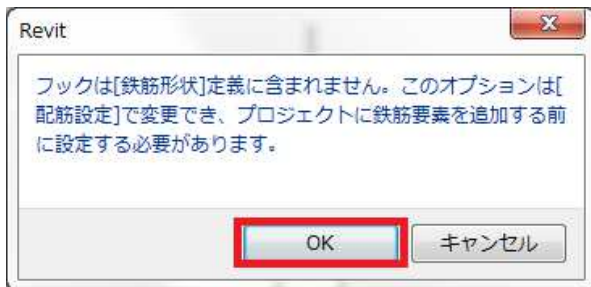 Revit
フックは[鉄筋形状]定義に含まれません。このオプションは[
配筋設定]で変更でき、プロジェクトに鉄筋要素を追加する前
に設定する必要があります。
OK
キャンセル